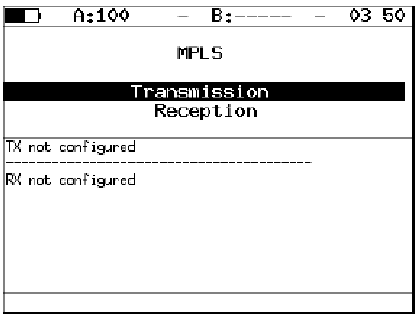 A:100 – B:----- – 03 50
MPLS
Transmission
Reception
TX not configured
----------------------------------------
RX not configured